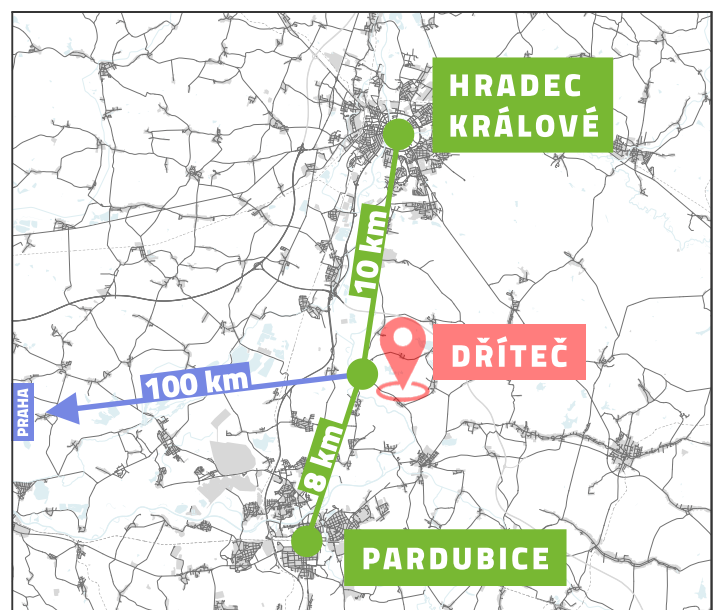 HRADEC
KRÁLOVÉ
10 km
DŘÍTEČ
100 km
PRAHA
8 km
PARDUBICE